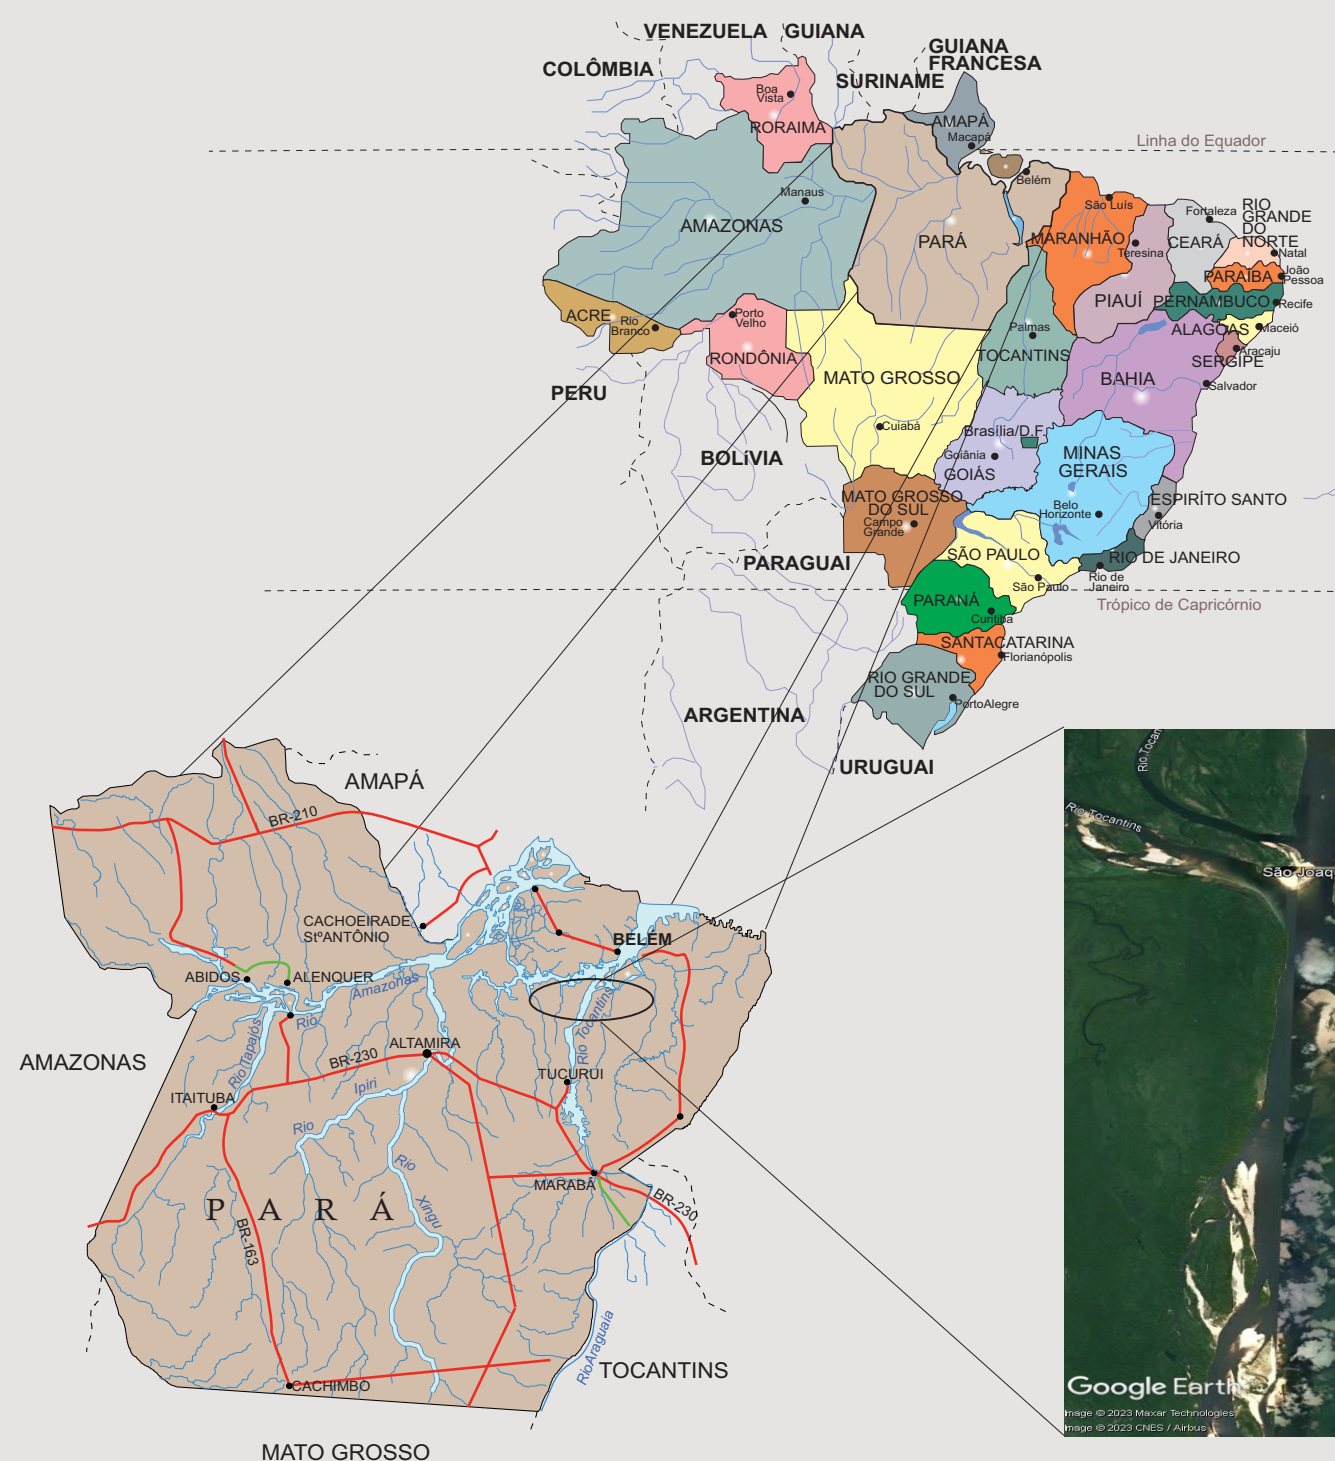 VENEZUELA
GUIANA
GUIANA
FRANCESA
COLÔMBIA
SURINAME
Boa
Vista
RORAIMA
AMAPÁ
Macapá
Linha do Equador
Belém
Manaus
AMAZONAS
PARÁ
São Luís
MARANHÃO
Teresina
Fortaleza
CEARÁ
RIO
GRANDE
DO
NORTE
Natal
PARAÍBA
João
Pessoa
PIAUÍ
PERNAMBUCO
Recife
ALAGOAS
Maceió
Aracaju
SERGIPE
Salvador
ACRE
Rio
Branco
Porto
Velho
RONDÔNIA
MATO GROSSO
Palmas
TOCANTINS
BAHIA
PERU
Cuiabá
Brasília/D.F.
Goiânia
GOIÁS
MINAS
GERAIS
BOLíVIA
MATO GROSSO
DO SUL
Campo
Grande
Belo
Horizonte
ESPIRÍTO SANTO
Vitória
PARAGUAI
SÃO PAULO
São Paulo
RIO DE JANEIRO
Rio de
Janeiro
Trópico de Capricórnio
PARANÁ
Curitiba
SANTACATARINA
Florianópolis
RIO GRANDE
DO SUL
PortoAlegre
ARGENTINA
URUGUAI
AMAPÁ
BR-210
CACHOEIRADE
StºANTÔNIO
BELÉM
ABIDOS
ALENQUER
Amazonas
Rio
Rio Tapajós
Rio Tocantins
ALTAMIRA
BR-230
AMAZONAS
Ipiri
Rio
TUCURUI
ITAITUBA
Rio
Xingu
MARABÁ
BR-230
PARÁ
BR-163
RioAraguaia
TOCANTINS
CACHIMBO
MATO GROSSO
Rio Tocan
Rio Tocantins
São Joaq
Google Earth
Image © 2023 Maxar Technologies
Image © 2023 CNES / Airbus